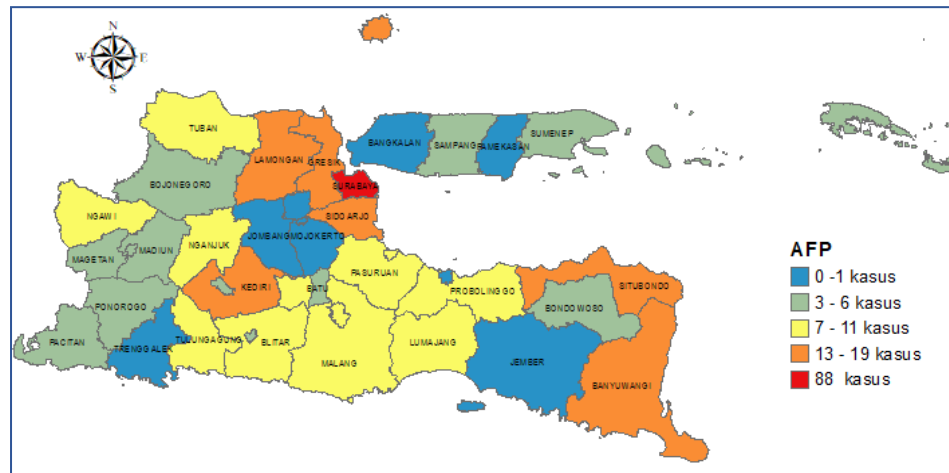 N
W E
S
TUBAN
LAMONGAN
GRESIK
BANGKALAN
SAMPANG
PAMEKASAN
SUMENEP
BOJONEGORO
SURABAYA
NGAWI
SIDOARJO
JOMBANG
MOJOKERTO
MADIUN
NGANJUK
MAGETAN
PASURUAN
KEDIRI
BATU
PROBOLINGGO
SITUBONDO
PONOROGO
BONDOWOSO
PACITAN
TRENGGALEK
TULUNGAGUNG
BLITAR
LUMAJANG
MALANG
JEMBER
BANYUWANGI
AFP
0 -1 kasus
3 - 6 kasus
7 - 11 kasus
13 - 19 kasus
88 kasus